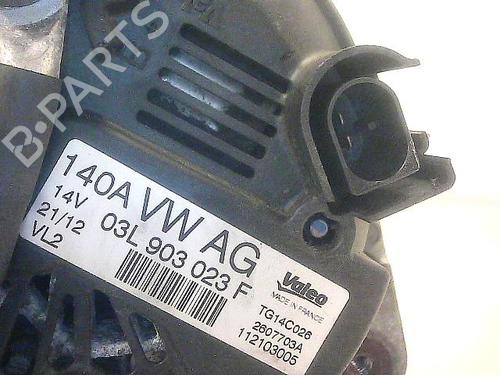 B-PARTS
140A VW AG
14V 03L 903 023 F
21/12
VL2
Valeo
MADE IN FRANCE
TG14C026
2607703A
112103005